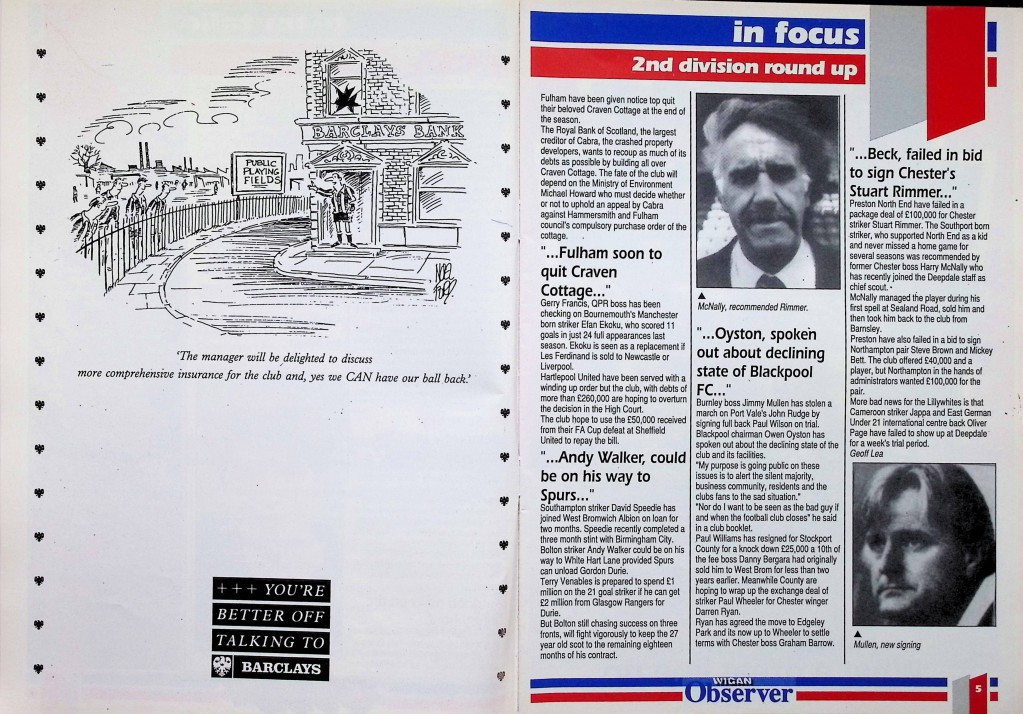 BARCLAYS BANK
PUBLIC
PLAYING
FIELDS
'The manager will be delighted to discuss
more comprehensive insurance for the club and, yes we CAN have our ball back.'
+++ YOU'RE
BETTER OFF
TALKING TO
BARCLAYS
in focus
2nd division round up
Fulham have been given notice top quit
their beloved Craven Cottage at the end of
the season.
The Royal Bank of Scotland, the largest
creditor of Cabra, the crashed property
developers, wants to recoup as much of its
debts as possible by building all over
Craven Cottage. The fate of the club will
depend on the Ministry of Environment
Michael Howard who must decide whether
or not to uphold an appeal by Cabra
against Hammersmith and Fulham
council's compulsory purchase order of the
cottage.
"...Fulham soon to
quit Craven
Cottage..."
Gerry Francis, QPR boss has been
checking on Bournemouth's Manchester
born striker Efan Ekoku, who scored 11
goals in just 24 full appearances last
season. Ekoku is seen as a replacement if
Les Ferdinand is sold to Newcastle or
Liverpool.
Hartlepool United have been served with a
winding up order but the club, with debts of
more than £260,000 are hoping to overturn
the decision in the High Court.
The club hope to use the £50,000 received
from their FA Cup defeat at Sheffield
United to repay the bill.
"...Andy Walker, could
be on his way to
Spurs..."
Southampton striker David Speedie has
joined West Bromwich Albion on loan for
two months. Speedie recently completed a
three month stint with Birmingham City.
Bolton striker Andy Walker could be on his
way to White Hart Lane provided Spurs
can unload Gordon Durie.
Terry Venables is prepared to spend £1
million on the 21 goal striker if he can get
£2 million from Glasgow Rangers for
Durie.
But Bolton still chasing success on three
fronts, will fight vigorously to keep the 27
year old scot to the remaining eighteen
months of his contract.
McNally, recommended Rimmer.
"...Oyston, spoken
out about declining
state of Blackpool
FC..."
Burnley boss Jimmy Mullen has stolen a
march on Port Vale's John Rudge by
signing full back Paul Wilson on trial.
Blackpool chairman Owen Oyston has
spoken out about the declining state of the
club and its facilities.
"My purpose is going public on these
issues is to alert the silent majority,
business community, residents and the
clubs fans to the sad situation."
"Nor do I want to be seen as the bad guy if
and when the football club closes" he said
in a club booklet.
Paul Williams has resigned for Stockport
County for a knock down £25,000 a 10th of
the fee boss Danny Bergara had originally
sold him to West Brom for less than two
years earlier. Meanwhile County are
hoping to wrap up the exchange deal of
striker Paul Wheeler for Chester winger
Darren Ryan.
Ryan has agreed the move to Edgeley
Park and its now up to Wheeler to settle
terms with Chester boss Graham Barrow.
"...Beck, failed in bid
to sign Chester's
Stuart Rimmer..."
Preston North End have failed in a
package deal of £100,000 for Chester
striker Stuart Rimmer. The Southport born
striker, who supported North End as a kid
and never missed a home game for
several seasons was recommended by
former Chester boss Harry McNally who
has recently joined the Deepdale staff as
chief scout.
McNally managed the player during his
first spell at Sealand Road, sold him and
then took him back to the club from
Barnsley.
Preston have also failed in a bid to sign
Northampton pair Steve Brown and Mickey
Bett. The club offered £40,000 and a
player, but Northampton in the hands of
administrators wanted £100,000 for the
pair.
More bad news for the Lillywhites is that
Cameroon striker Jappa and East German
Under 21 international centre back Oliver
Page have failed to show up at Deepdale
for a week's trial period.
Geoff Lea
Mullen, new signing
WIGAN
Observer
5